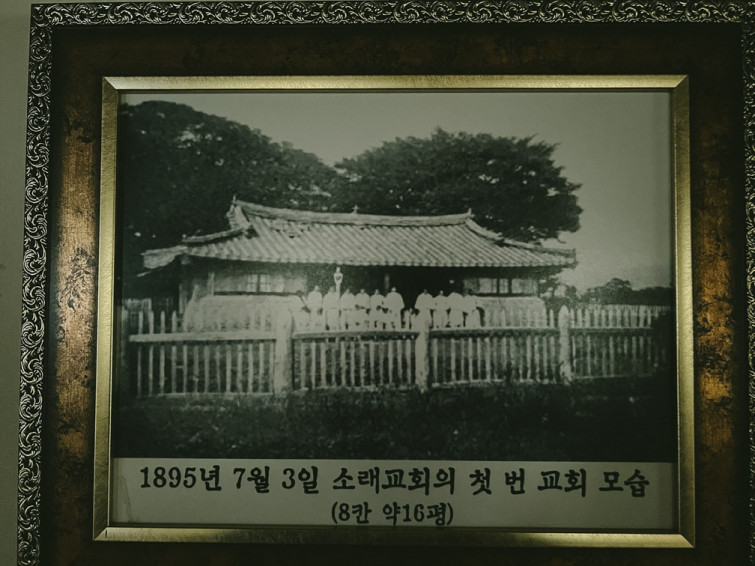 1895년 7월 3일 소래교회의 첫 번 교회 모습
(8칸 약16평)